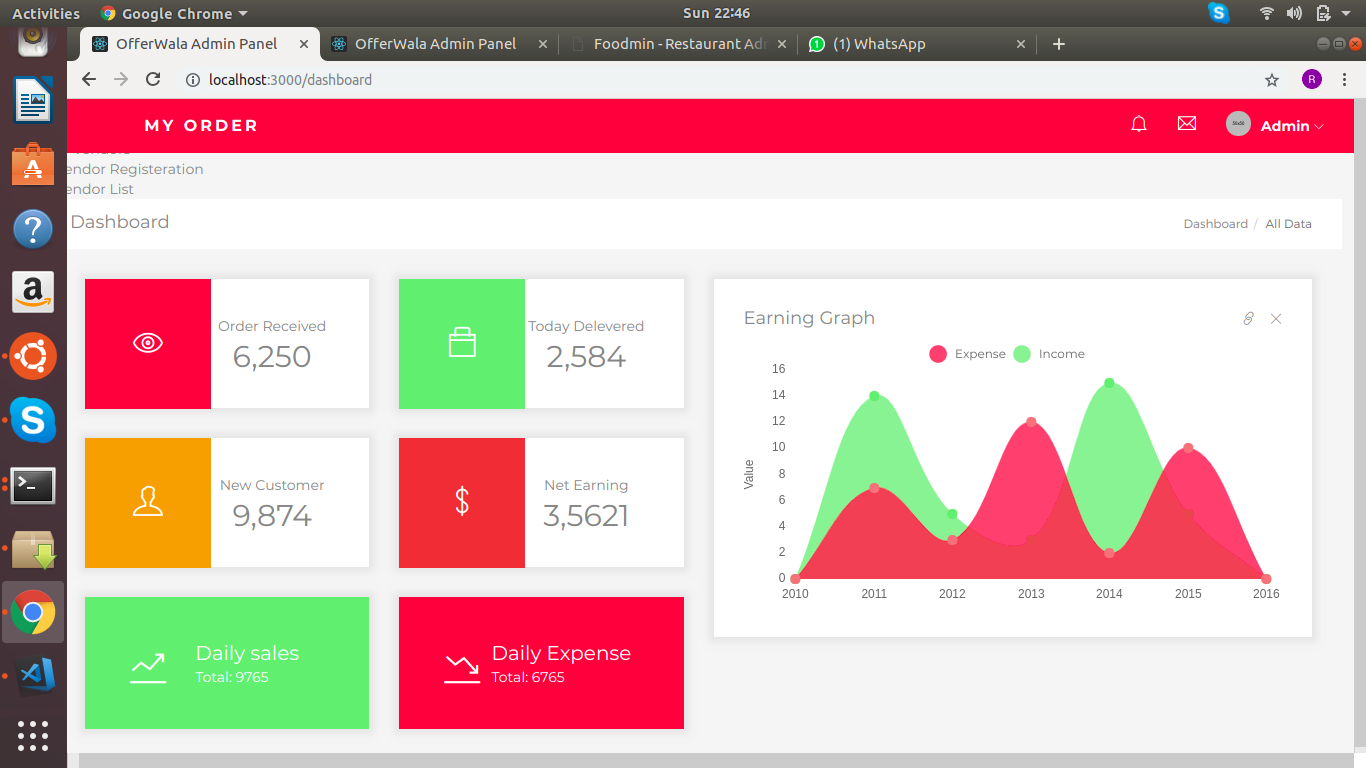 Activities Google Chrome Sun 22:46
OfferWala Admin Panel OfferWala Admin Panel Foodmin - Restaurant Ad (1) WhatsApp
localhost:3000/dashboard R
MY ORDER Admin
endor Registeration
endor List
Dashboard Dashboard / All Data
Order Received
6,250
Today Delevered
2,584
New Customer
9,874
Net Earning
3,5621
Daily sales
Total: 9765
Daily Expense
Total: 6765
Earning Graph
Expense Income
Value
16
14
12
10
8
6
4
2
0
2010 2011 2012 2013 2014 2015 2016